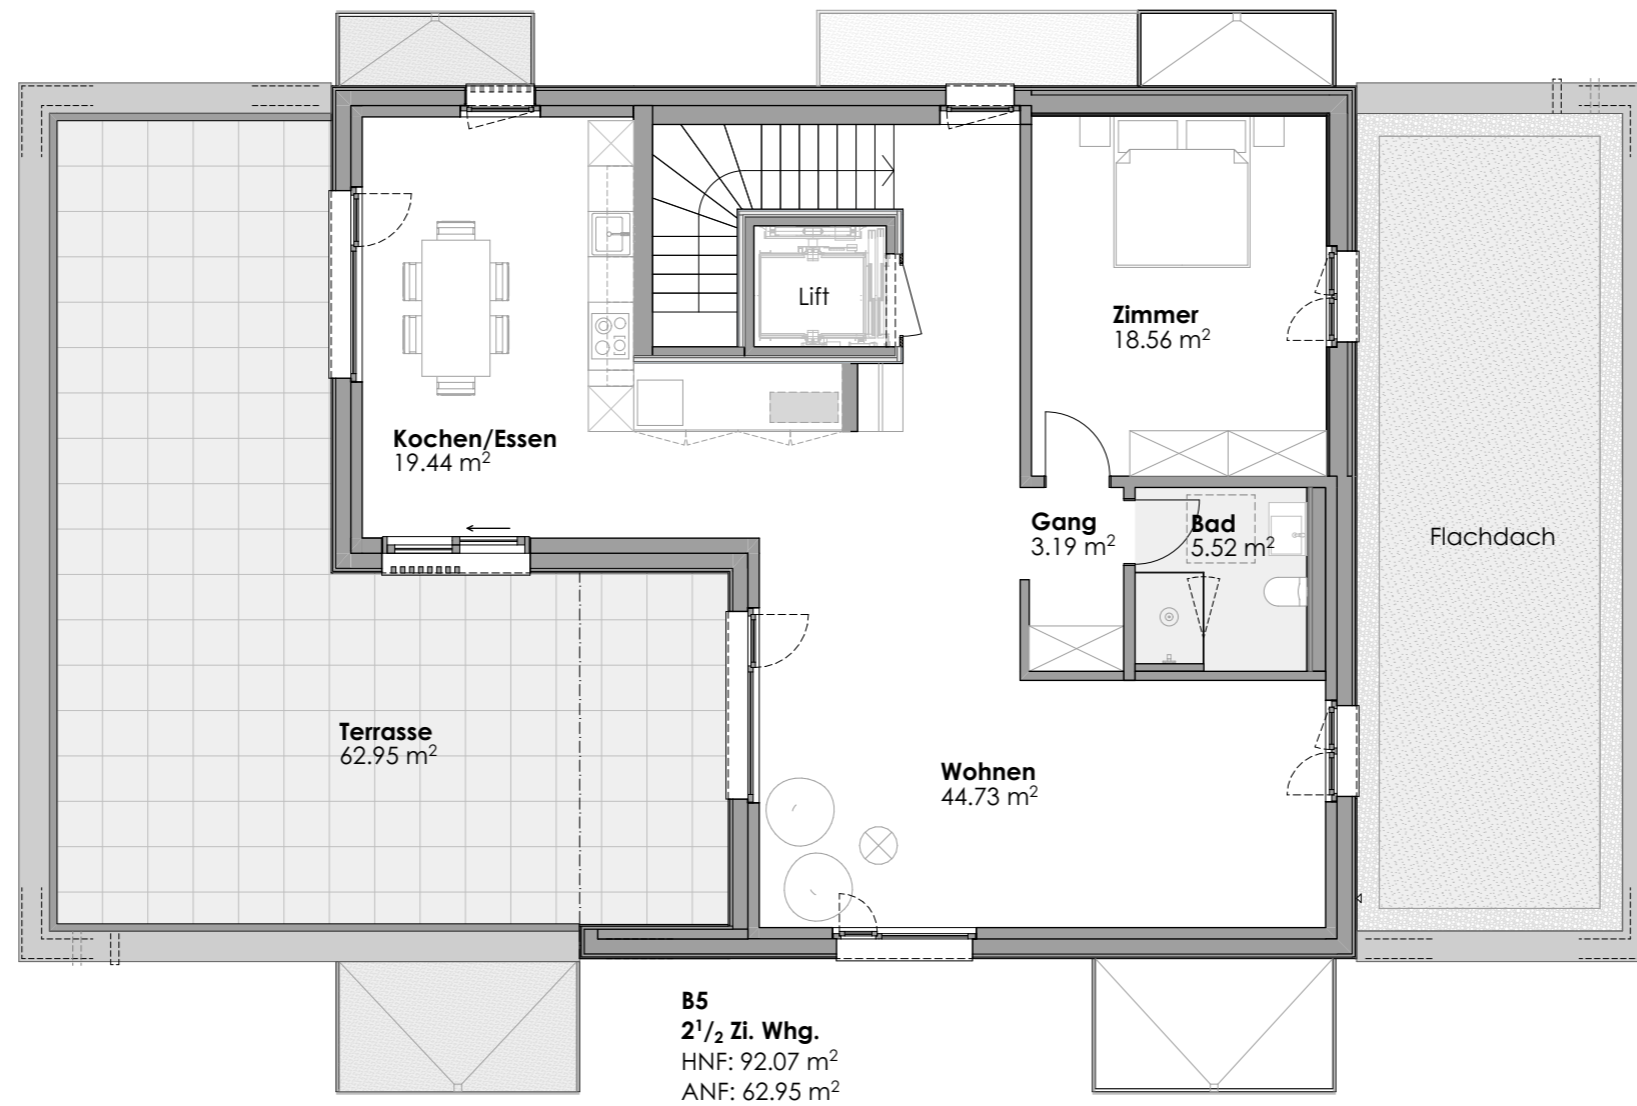 Lift
Zimmer
18.56 m²
Kochen/Essen
19.44 m²
Gang
3.19 m²
Bad
5.52 m²
Flachdach
Terrasse
62.95 m²
Wohnen
44.73 m²
B5
2¹/₂ Zi. Whg.
HNF: 92.07 m²
ANF: 62.95 m²